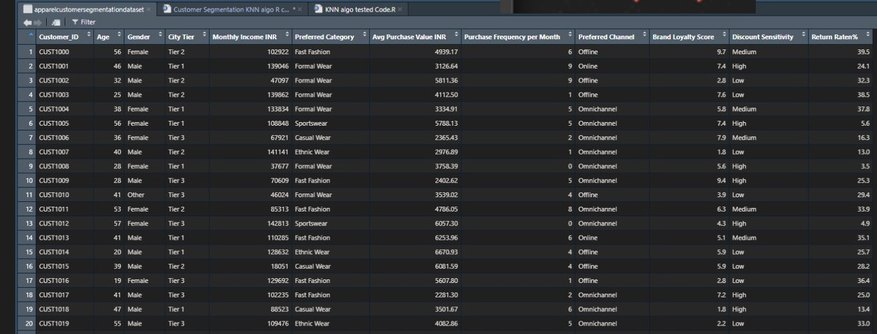 apparelcustomersegmentationdataset Customer Segmentation KNN algo R c... KNN algo tested Code.R
Filter
Customer_ID Age Gender City Tier Monthly Income INR Preferred Category Avg Purchase Value INR Purchase Frequency per Month Preferred Channel Brand Loyalty Score Discount Sensitivity Return Raten%
1 CUST1000 56 Female Tier 2 102922 Fast Fashion 4939.17 6 Offline 9.7 Medium 39.5
2 CUST1001 46 Male Tier 1 139046 Formal Wear 3126.64 9 Online 7.4 High 24.1
3 CUST1002 32 Male Tier 2 47097 Formal Wear 5811.36 9 Offline 2.8 Low 32.3
4 CUST1003 25 Male Tier 2 139862 Formal Wear 4112.50 1 Offline 7.6 Low 38.5
5 CUST1004 38 Female Tier 1 133834 Formal Wear 3334.91 5 Omnichannel 5.8 Medium 37.8
6 CUST1005 56 Female Tier 1 108848 Sportswear 5788.13 5 Omnichannel 7.4 High 5.6
7 CUST1006 36 Female Tier 3 67921 Casual Wear 2365.43 2 Omnichannel 7.9 Medium 16.3
8 CUST1007 40 Male Tier 2 141141 Ethnic Wear 2976.89 1 Omnichannel 1.8 Low 13.0
9 CUST1008 28 Female Tier 1 37677 Formal Wear 3758.39 0 Omnichannel 5.6 High 3.5
10 CUST1009 28 Male Tier 3 70609 Fast Fashion 2402.62 5 Omnichannel 9.4 High 25.3
11 CUST1010 41 Other Tier 3 46024 Formal Wear 3539.02 4 Offline 3.9 Low 29.4
12 CUST1011 53 Female Tier 2 85313 Fast Fashion 4786.05 8 Omnichannel 6.3 Medium 33.9
13 CUST1012 57 Female Tier 3 142813 Sportswear 6057.30 0 Omnichannel 4.3 High 4.9
14 CUST1013 41 Male Tier 1 110285 Fast Fashion 6253.96 6 Online 5.1 Medium 35.1
15 CUST1014 20 Male Tier 1 128632 Ethnic Wear 6670.93 4 Offline 5.9 Low 25.7
16 CUST1015 39 Male Tier 2 18051 Casual Wear 6081.59 4 Offline 5.9 Low 28.2
17 CUST1016 19 Female Tier 3 129692 Fast Fashion 5607.80 1 Offline 2.8 Low 36.4
18 CUST1017 41 Male Tier 3 102235 Fast Fashion 2281.30 2 Omnichannel 7.2 High 25.0
19 CUST1018 47 Male Tier 1 88523 Casual Wear 3501.67 6 Omnichannel 1.8 High 13.4
20 CUST1019 55 Male Tier 3 109476 Ethnic Wear 4082.86 5 Omnichannel 2.2 Low 33.0